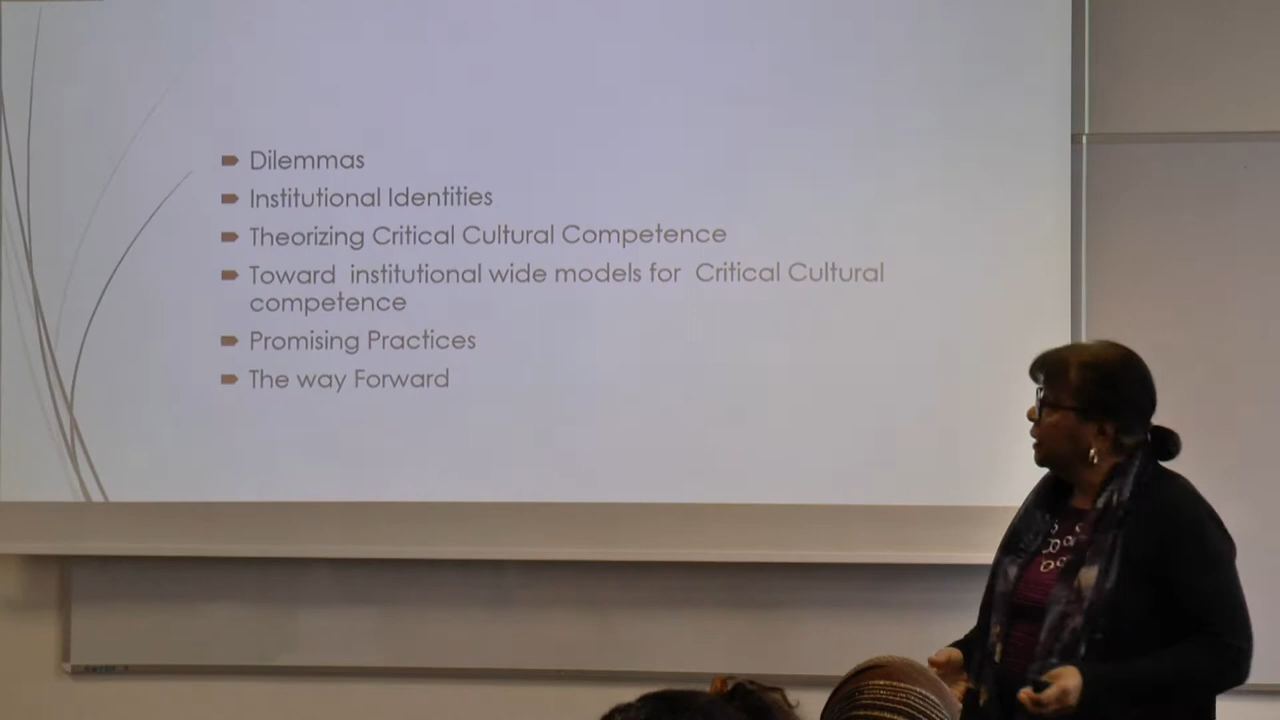 Dilemmas
Institutional Identities
Theorizing Critical Cultural Competence
Toward institutional wide models for Critical Cultural
competence
Promising Practices
The way Forward